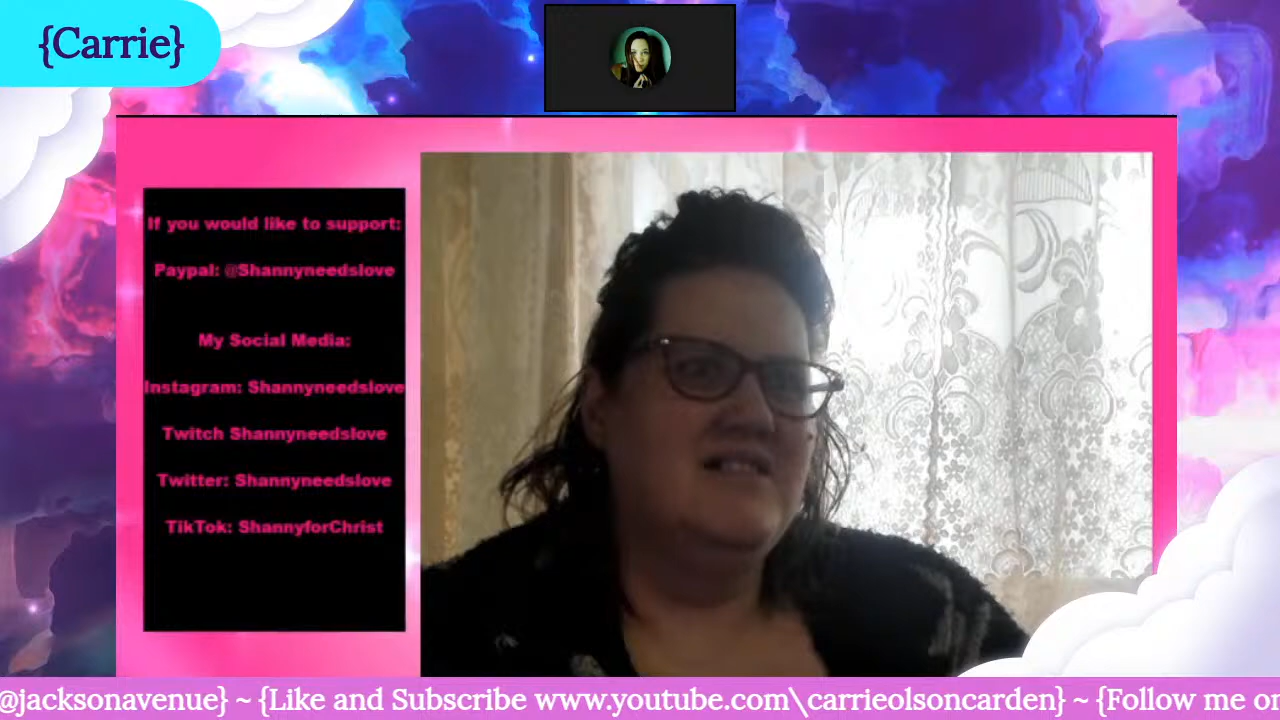 {Carrie}
If you would like to support:
Paypal: @Shannyneedslove
My Social Media:
Instagram: Shannyneedslove
Twitch Shannyneedslove
Twitter: Shannyneedslove
TikTok: ShannyforChrist
@jacksonavenue} ~ {Like and Subscribe www.youtube.com\carrieolsoncarden} ~ {Follow me on